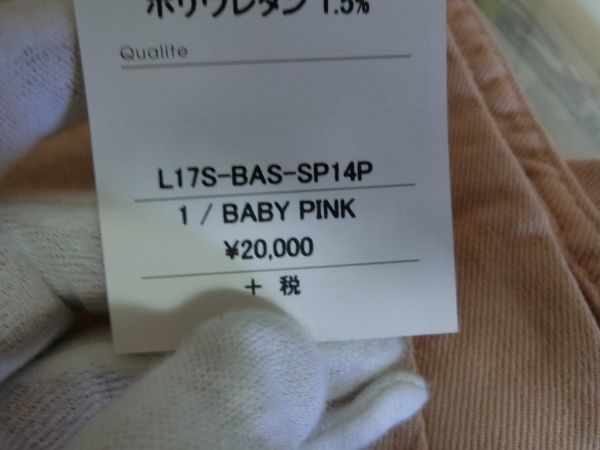 ポリウレタン 1.5%
Qualite
L17S-BAS-SP14P
1 / BABY PINK
¥20,000
+ 税